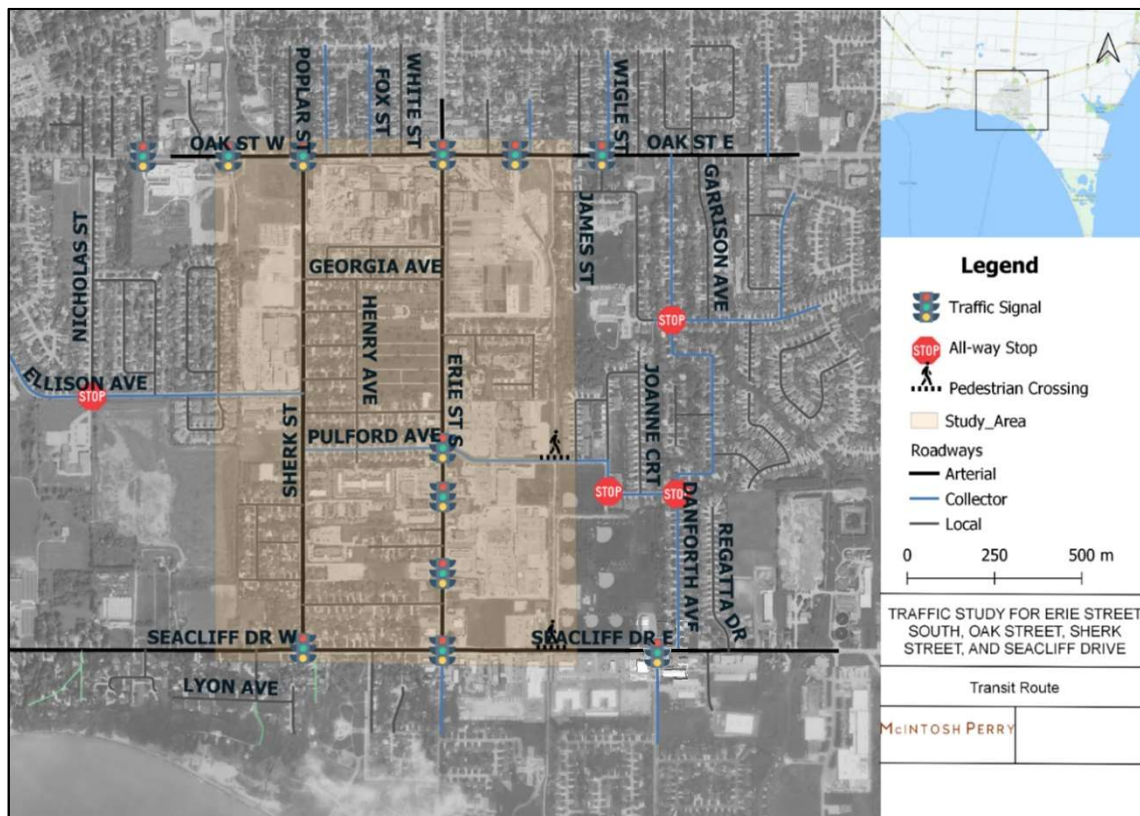 POPLAR ST
FOX ST
WHITE ST
WIGLE ST
OAK ST W
OAK ST E
NICHOLAS ST
JAMES ST
GARRISON AVE
GEORGIA AVE
HENRY AVE
ERIE ST S
ELLISON AVE
STOP
STOP
JOANNE CRT
SHERK ST
PULFORD AVE
STOP
STOP
DANFORTH AVE
REGATTA DR
SEACLIFF DR W
SEACLIFF DR E
LYON AVE
Legend
Traffic Signal
STOP
All-way Stop
Pedestrian Crossing
Study_Area
Roadways
Arterial
Collector
Local
0 250 500 m
TRAFFIC STUDY FOR ERIE STREET
SOUTH, OAK STREET, SHERK
STREET, AND SEACLIFF DRIVE
Transit Route
MCINTOSH PERRY